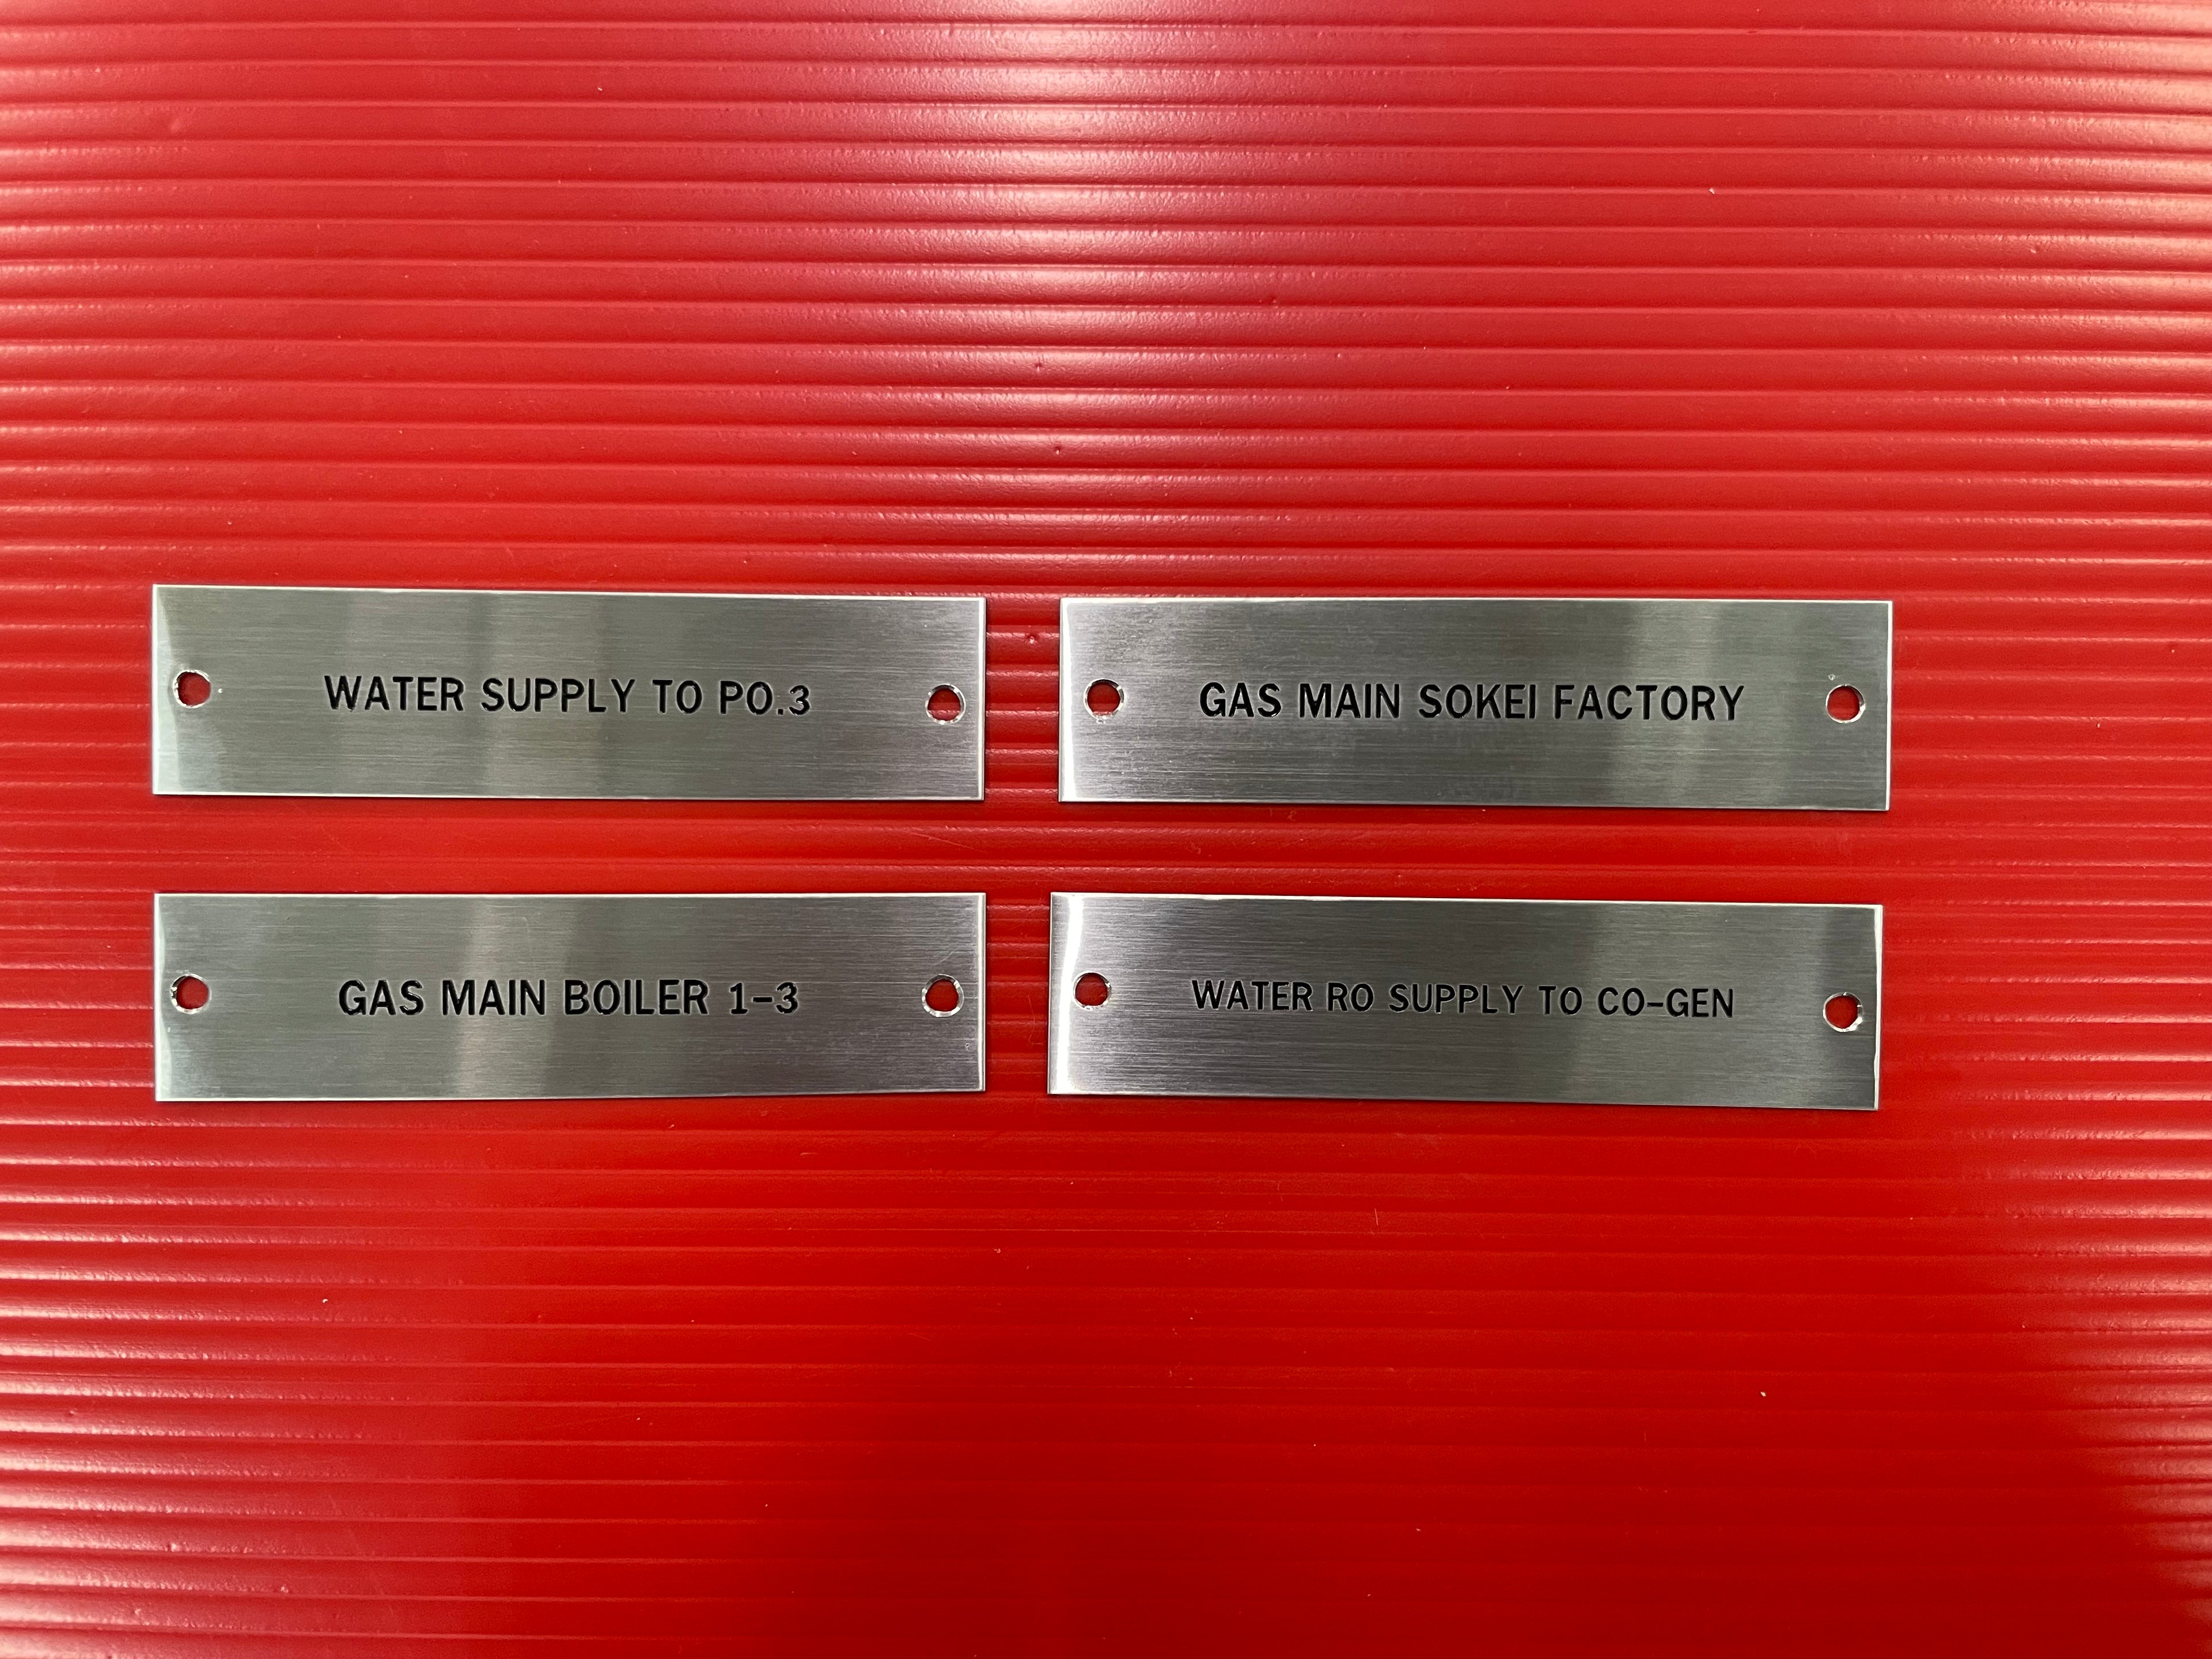 WATER SUPPLY TO PO.3
GAS MAIN SOKEI FACTORY
GAS MAIN BOILER 1-3
WATER RO SUPPLY TO CO-GEN